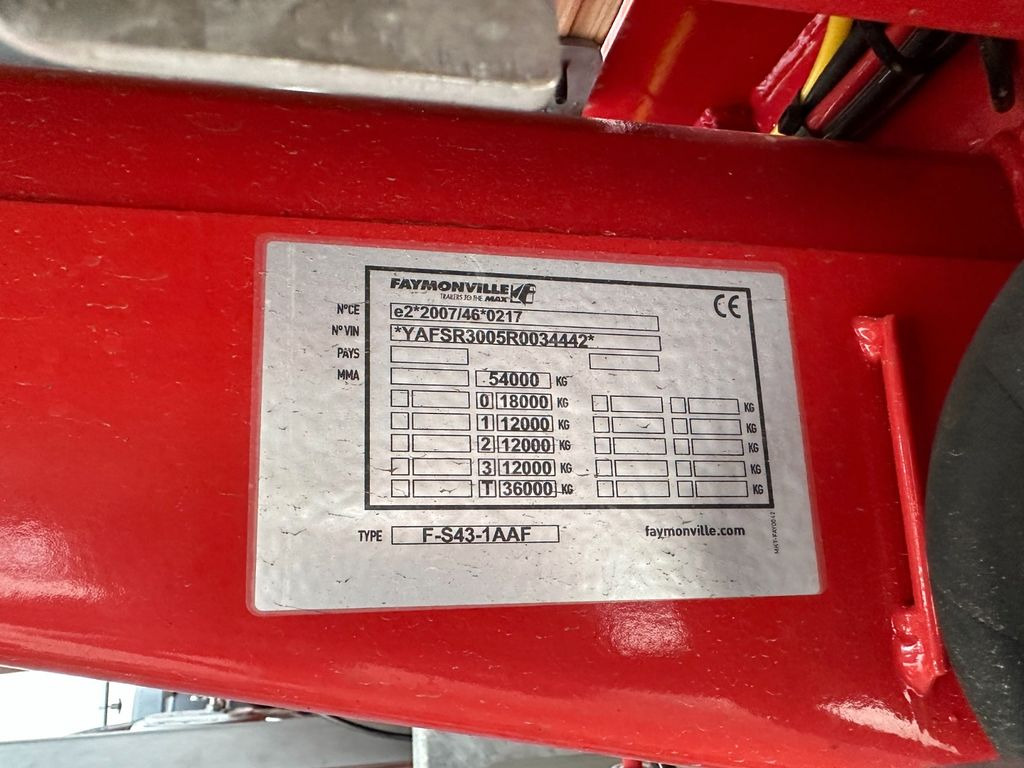 FAYMONVILLE
TRAILERS TO THE MAX
N°CE e2*2007/46*0217
N° VIN *YAFSR3005R0034442*
PAYS
MMA 54000 KG
0 18000 KG KG
1 12000 KG KG
2 12000 KG KG
3 12000 KG KG
T 36000 KG KG
TYPE F-S43-1AAF
faymonville.com
CE